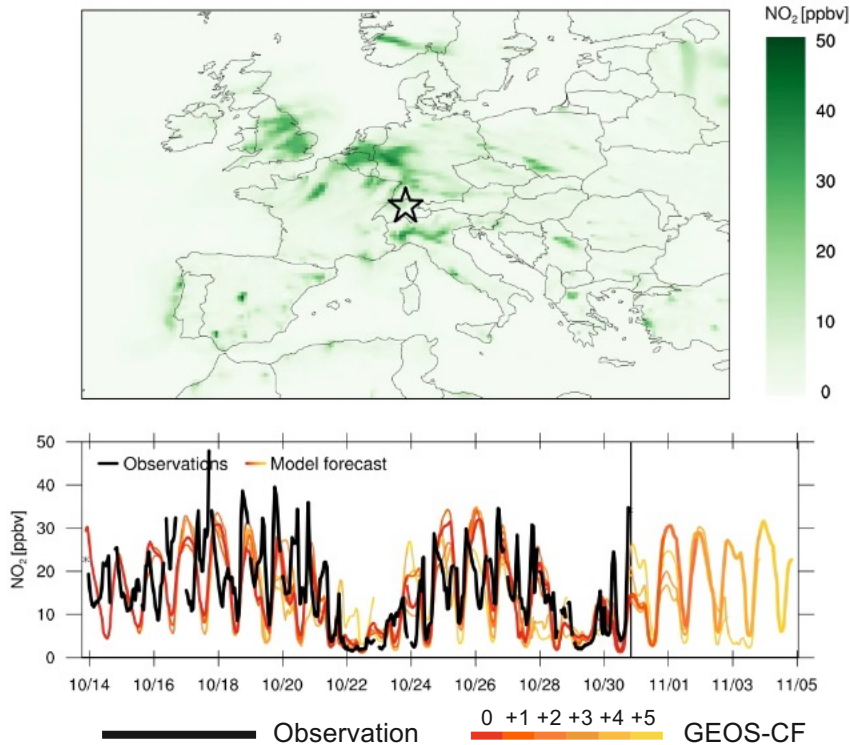 NO₂ [ppbv]
50
40
30
20
10
0
50
40
30
20
10
0
NO₂ [ppbv]
Observations
Model forecast
10/14 10/16 10/18 10/20 10/22 10/24 10/26 10/28 10/30 11/01 11/03 11/05
0 +1 +2 +3 +4 +5
Observation GEOS-CF